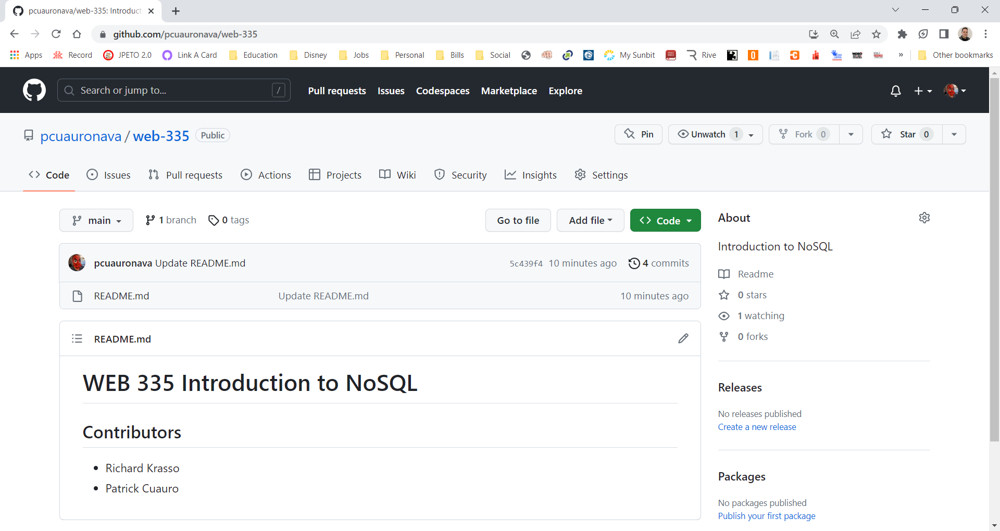 pcuauronava/web-335: Introduct
github.com/pcuauronava/web-335
Apps Record JPETO 2.0 Link A Card Education Disney Jobs Personal Bills Social My Sunbit Rive » Other bookmarks
Search or jump to... / Pull requests Issues Codespaces Marketplace Explore
pcuauronava / web-335 Public Pin Unwatch 1 Fork 0 Star 0
Code Issues Pull requests Actions Projects Wiki Security Insights Settings
main 1 branch 0 tags Go to file Add file Code
pcuauronava Update README.md 5c439f4 10 minutes ago 4 commits
README.md Update README.md 10 minutes ago
README.md
WEB 335 Introduction to NoSQL
Contributors
• Richard Krasso
• Patrick Cuauro
About
Introduction to NoSQL
Readme
0 stars
1 watching
0 forks
Releases
No releases published
Create a new release
Packages
No packages published
Publish your first package